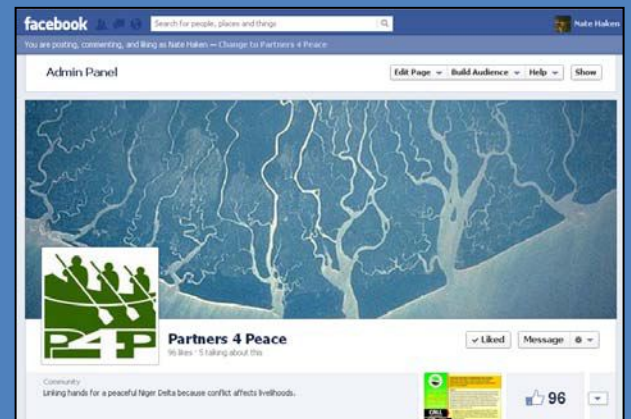 facebook
Search for people, places and things
Nate Haken
You are posting, commenting, and liking as Nate Haken — Change to Partners 4 Peace
Admin Panel
Edit Page
Build Audience
Help
Show
P4P
Partners 4 Peace
96 likes · 5 talking about this
✓ Liked
Message
Community
Linking hands for a peaceful Niger Delta because conflict affects livelihoods.
CALL
96